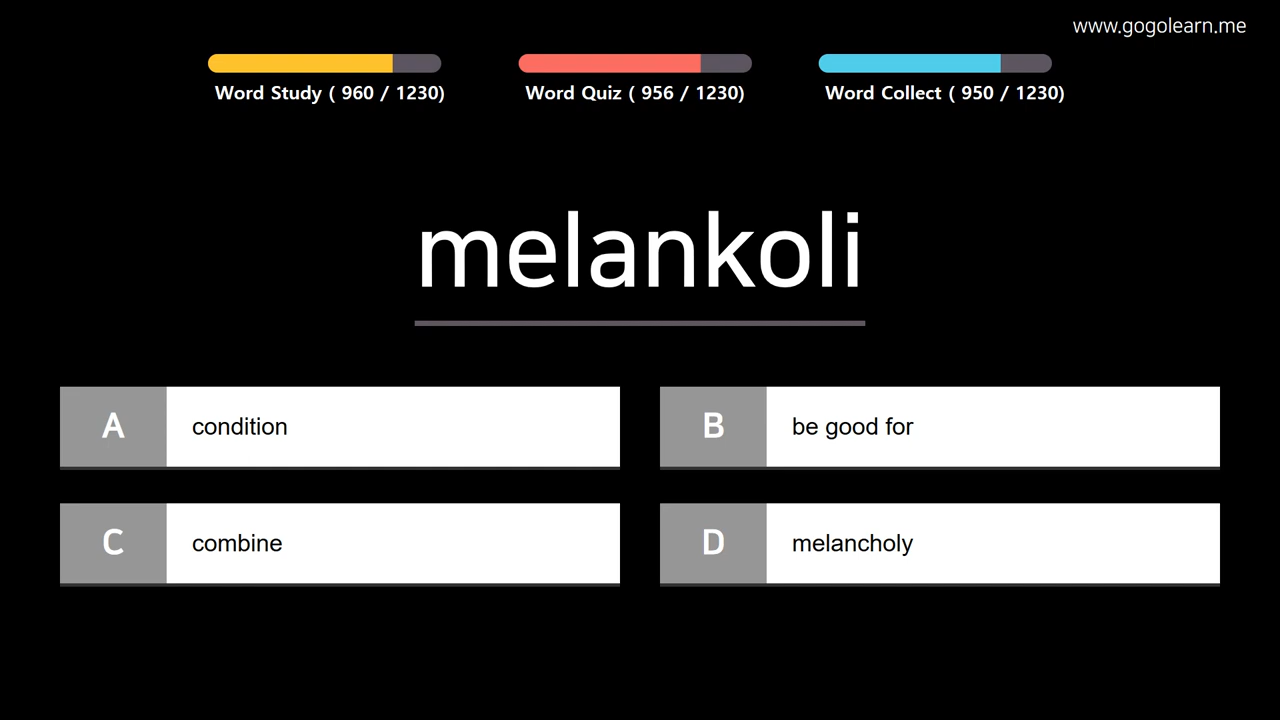 www.gogolearn.me
Word Study ( 960 / 1230)
Word Quiz ( 956 / 1230)
Word Collect ( 950 / 1230)
melankoli
A condition
B be good for
C combine
D melancholy